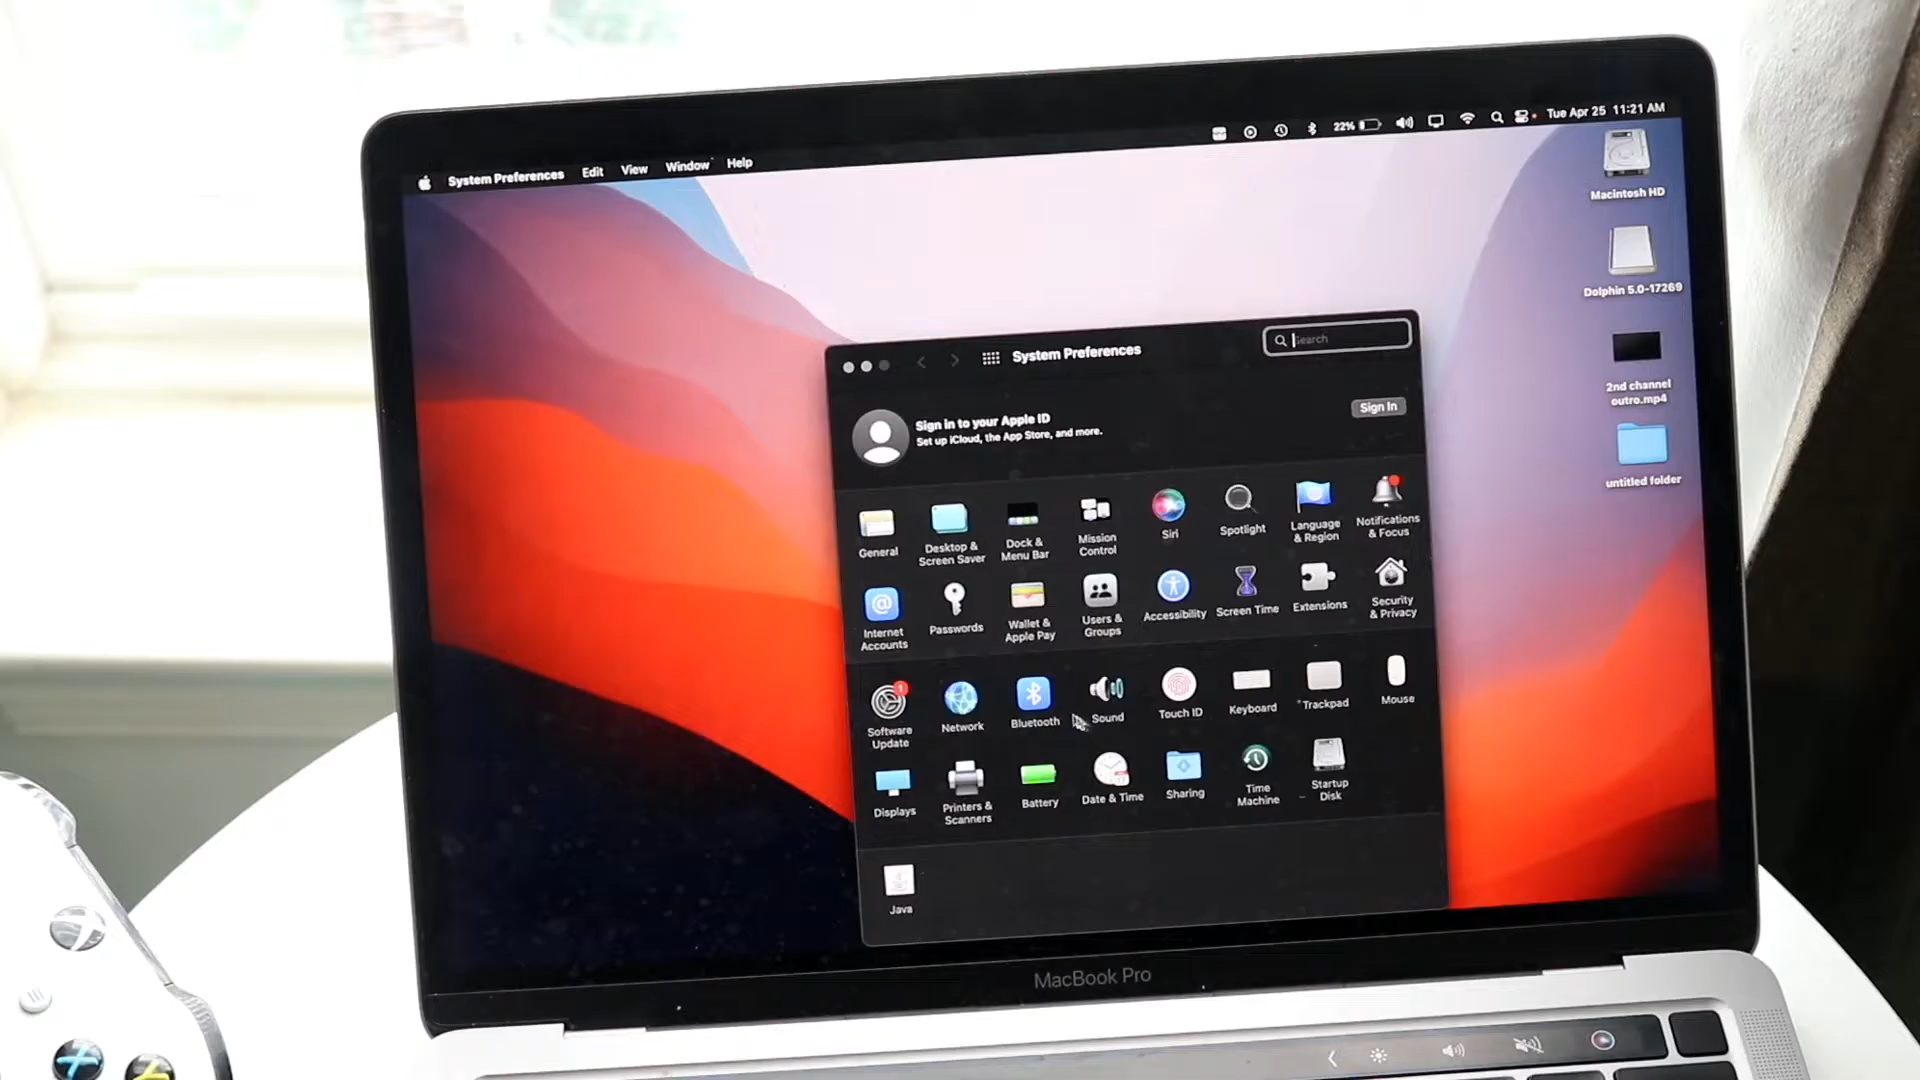 System Preferences Edit View Window Help
22% Tue Apr 25 11:21 AM
Macintosh HD
Dolphin 5.0-17269
2nd channel
outro.mp4
untitled folder
System Preferences
Search
Sign in to your Apple ID
Set up iCloud, the App Store, and more.
Sign In
General
Desktop &
Screen Saver
Dock &
Menu Bar
Mission
Control
Siri
Spotlight
Language
& Region
Notifications
& Focus
Internet
Accounts
Passwords
Wallet &
Apple Pay
Users &
Groups
Accessibility
Screen Time
Extensions
Security
& Privacy
1
Software
Update
Network
Bluetooth
Sound
Touch ID
Keyboard
Trackpad
Mouse
Displays
Printers &
Scanners
Battery
Date & Time
Sharing
Time
Machine
Startup
Disk
Java
MacBook Pro
X